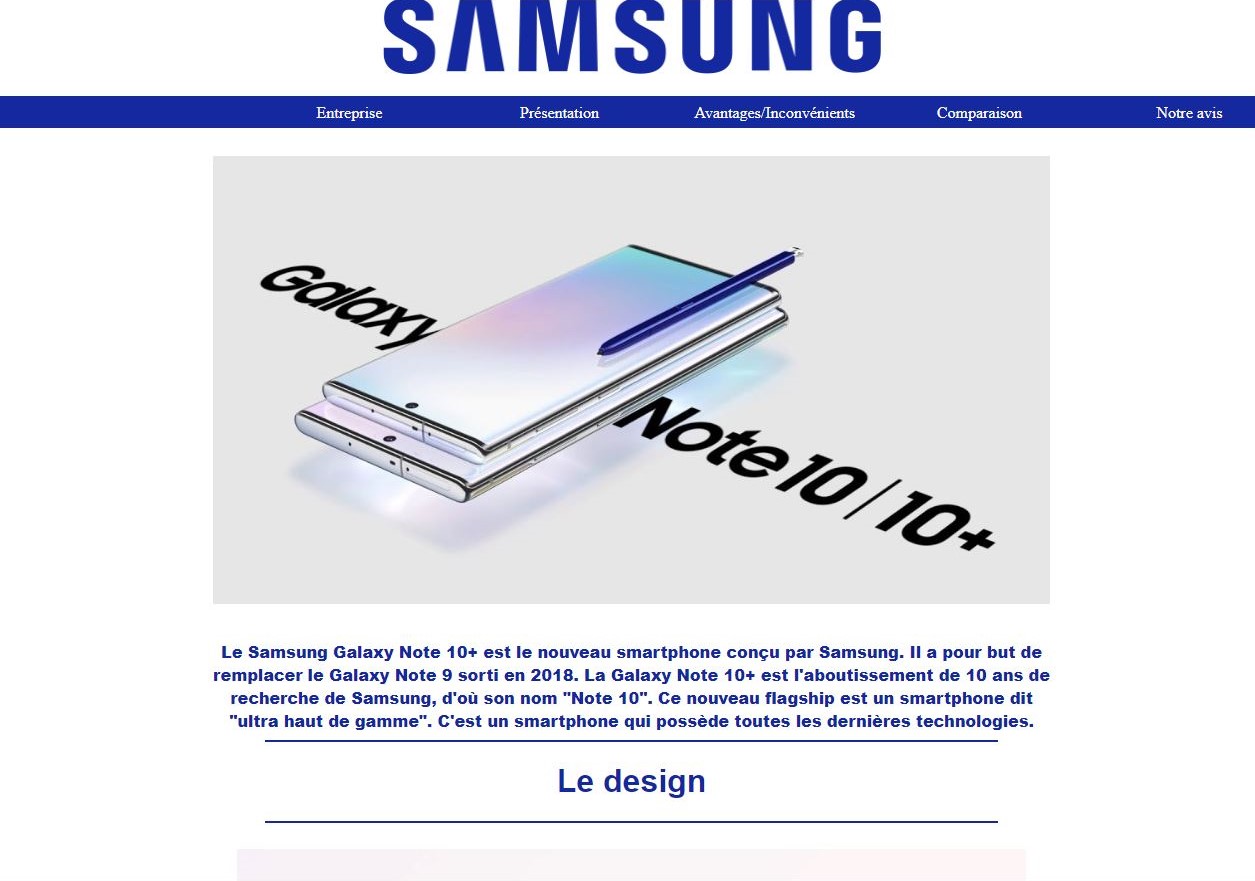 SAMSUNG
Entreprise Présentation Avantages/Inconvénients Comparaison Notre avis
Galaxy
Note10|10+
Le Samsung Galaxy Note 10+ est le nouveau smartphone conçu par Samsung. Il a pour but de
remplacer le Galaxy Note 9 sorti en 2018. La Galaxy Note 10+ est l'aboutissement de 10 ans de
recherche de Samsung, d'où son nom "Note 10". Ce nouveau flagship est un smartphone dit
"ultra haut de gamme". C'est un smartphone qui possède toutes les dernières technologies.
Le design